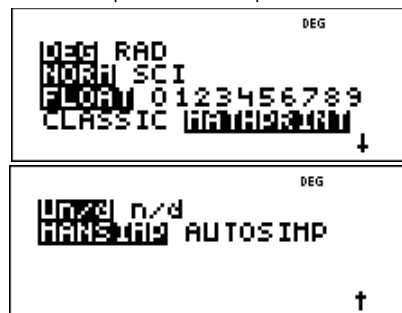 DEG
DEG RAD
NORM SCI
FLOAT 0123456789
CLASSIC MATHPRINT
↓
DEG
Un/d n/d
MANSIMP AUTOSIMP
↑